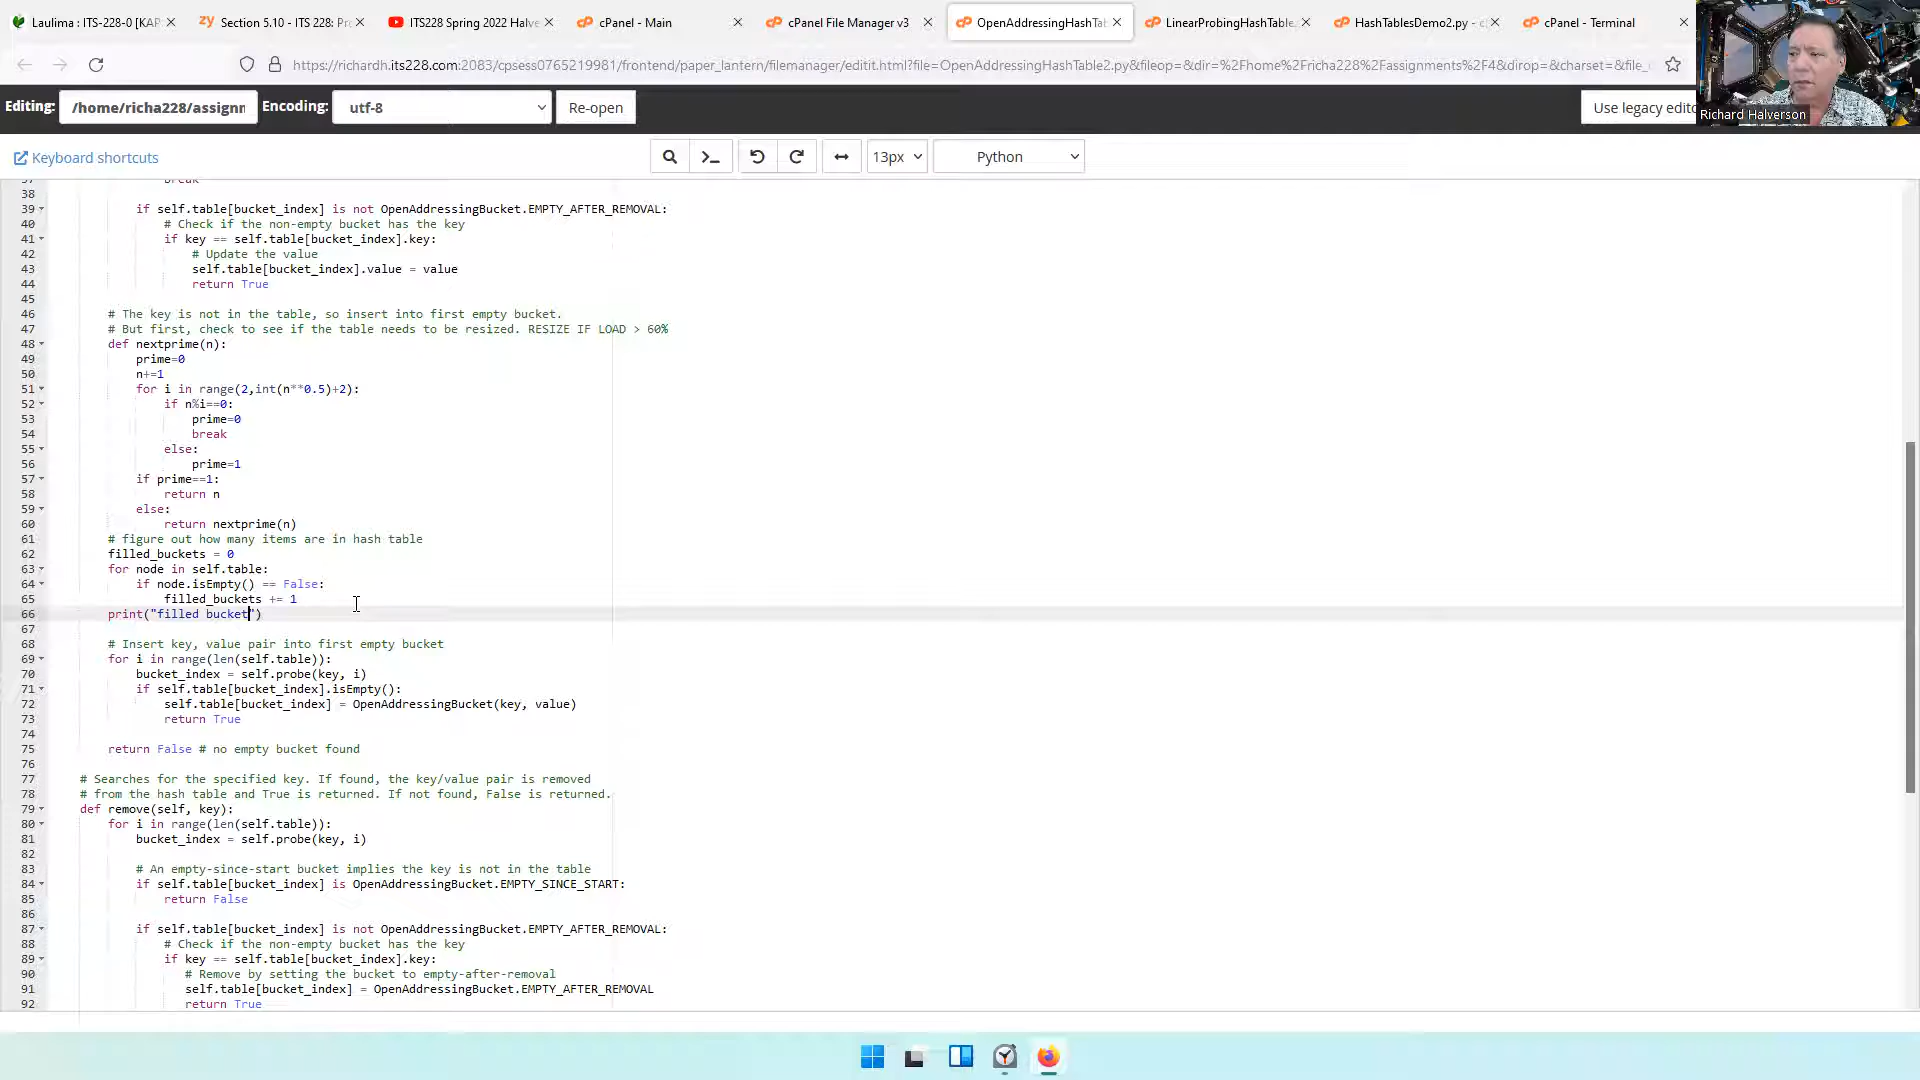 Laulima : ITS-228-0 [KAP
Section 5.10 - ITS 228: Pr
ITS228 Spring 2022 Halve
cPanel - Main
cPanel File Manager v3
OpenAddressingHashTa
LinearProbingHashTable.
HashTablesDemo2.py - c
cPanel - Terminal
https://richardh.its228.com:2083/cpsess0765219981/frontend/paper_lantern/filemanager/editit.html?file=OpenAddressingHashTable2.py&fileop=&dir=%2Fhome%2Fricha228%2Fassignments%2F4&dirop=&charset=&file_c
Editing: /home/richa228/assignn Encoding: utf-8 Re-open Use legacy edito
Richard Halverson
Keyboard shortcuts
13px Python
37 break
38
39 if self.table[bucket_index] is not OpenAddressingBucket.EMPTY_AFTER_REMOVAL:
40 # Check if the non-empty bucket has the key
41 if key == self.table[bucket_index].key:
42 # Update the value
43 self.table[bucket_index].value = value
44 return True
45
46 # The key is not in the table, so insert into first empty bucket.
47 # But first, check to see if the table needs to be resized. RESIZE IF LOAD > 60%
48 def nextprime(n):
49 prime=0
50 n+=1
51 for i in range(2,int(n**0.5)+2):
52 if n%i==0:
53 prime=0
54 break
55 else:
56 prime=1
57 if prime==1:
58 return n
59 else:
60 return nextprime(n)
61 # figure out how many items are in hash table
62 filled_buckets = 0
63 for node in self.table:
64 if node.isEmpty() == False:
65 filled_buckets += 1
66 print("filled bucket")
67
68 # Insert key, value pair into first empty bucket
69 for i in range(len(self.table)):
70 bucket_index = self.probe(key, i)
71 if self.table[bucket_index].isEmpty():
72 self.table[bucket_index] = OpenAddressingBucket(key, value)
73 return True
74
75 return False # no empty bucket found
76
77 # Searches for the specified key. If found, the key/value pair is removed
78 # from the hash table and True is returned. If not found, False is returned.
79 def remove(self, key):
80 for i in range(len(self.table)):
81 bucket_index = self.probe(key, i)
82
83 # An empty-since-start bucket implies the key is not in the table
84 if self.table[bucket_index] is OpenAddressingBucket.EMPTY_SINCE_START:
85 return False
86
87 if self.table[bucket_index] is not OpenAddressingBucket.EMPTY_AFTER_REMOVAL:
88 # Check if the non-empty bucket has the key
89 if key == self.table[bucket_index].key:
90 # Remove by setting the bucket to empty-after-removal
91 self.table[bucket_index] = OpenAddressingBucket.EMPTY_AFTER_REMOVAL
92 return True